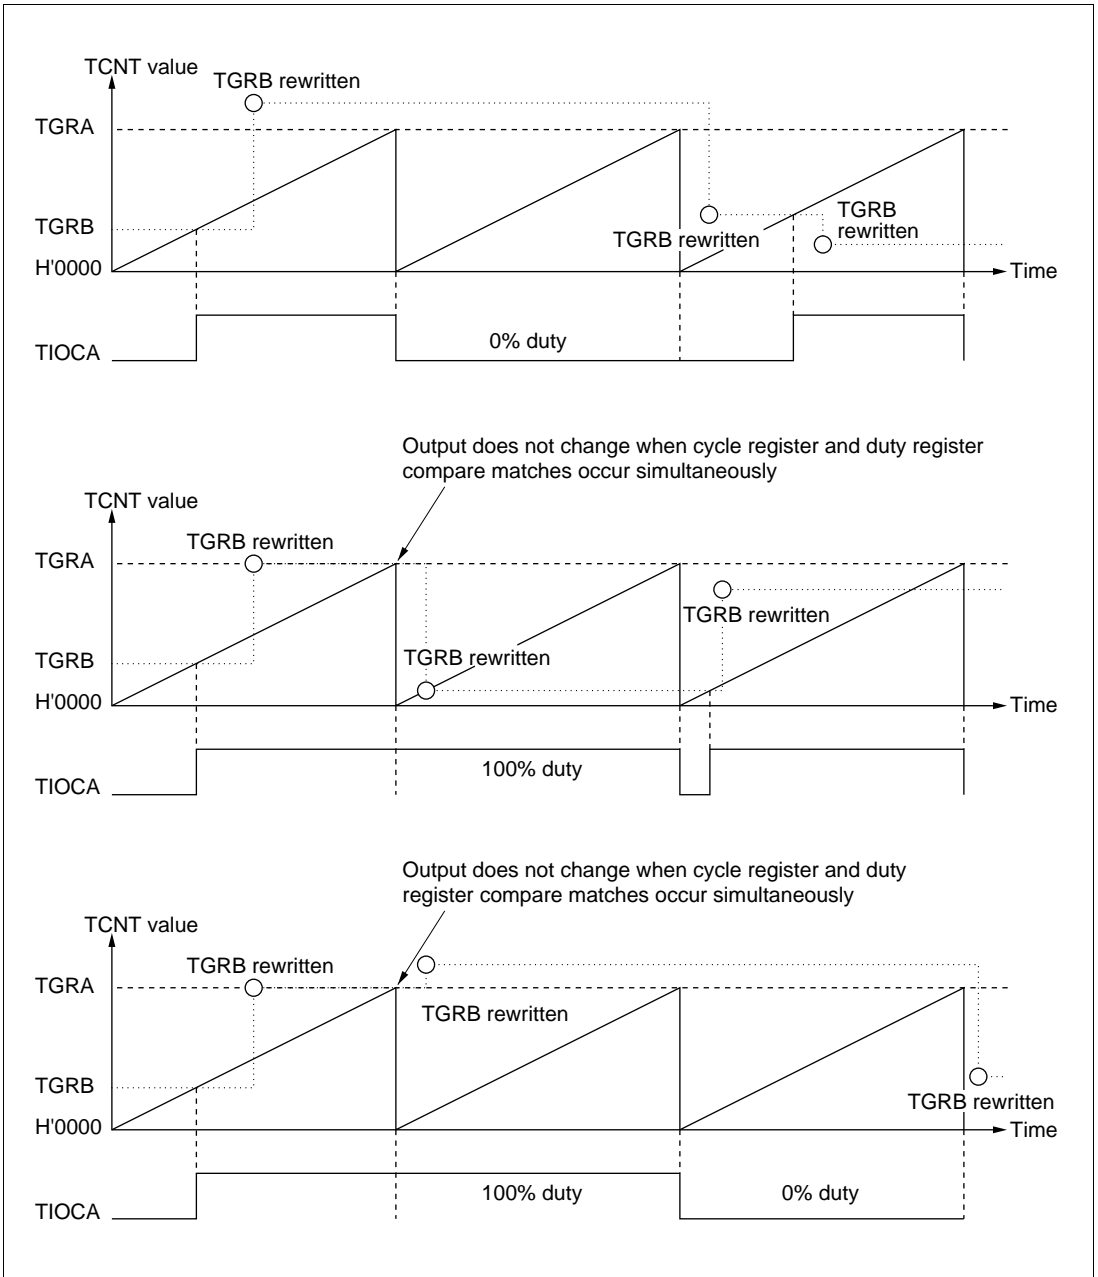 TCNT value
TGRB rewritten
TGRA
TGRB
TGRB
rewritten
TGRB rewritten
H'0000
Time
TIOCA
0% duty
Output does not change when cycle register and duty register
compare matches occur simultaneously
TCNT value
TGRB rewritten
TGRA
TGRB rewritten
TGRB
TGRB rewritten
H'0000
Time
TIOCA
100% duty
Output does not change when cycle register and duty
register compare matches occur simultaneously
TCNT value
TGRB rewritten
TGRA
TGRB rewritten
TGRB
TGRB rewritten
H'0000
Time
TIOCA
100% duty
0% duty